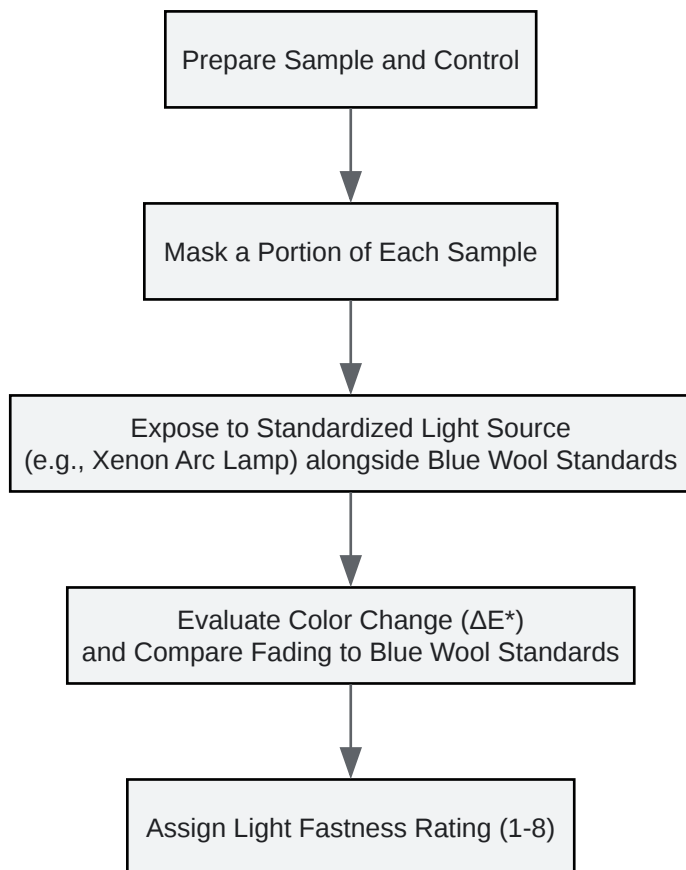 Prepare Sample and Control
Mask a Portion of Each Sample
Expose to Standardized Light Source
(e.g., Xenon Arc Lamp) alongside Blue Wool Standards
Evaluate Color Change (ΔE*)
and Compare Fading to Blue Wool Standards
Assign Light Fastness Rating (1-8)